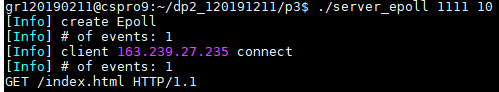 gr120190211@cspro9:~/dp2_120191211/p3$ ./server_epoll 1111 10
[Info] create Epoll
[Info] # of events: 1
[Info] client 163.239.27.235 connect
[Info] # of events: 1
GET /index.html HTTP/1.1